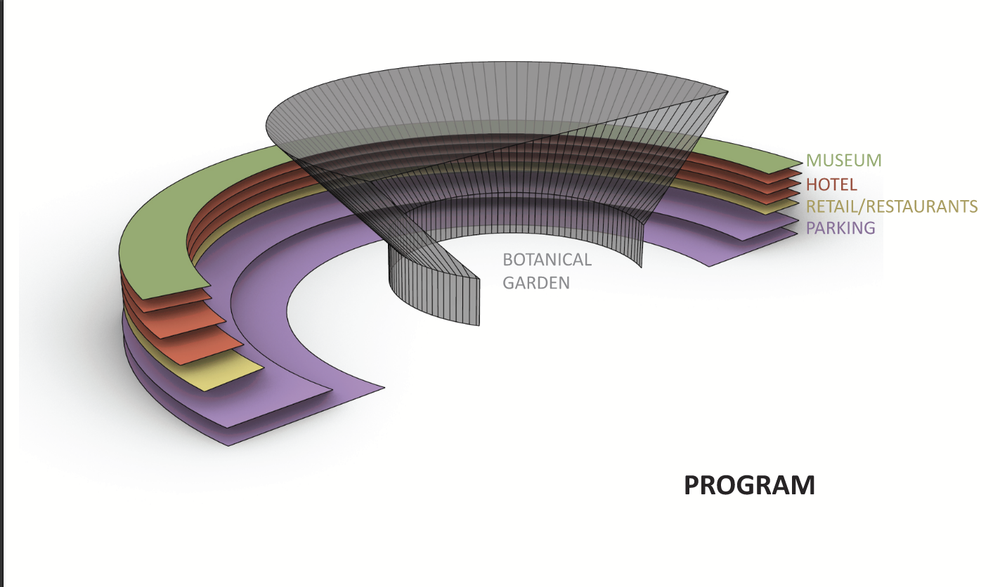 MUSEUM
HOTEL
RETAIL/RESTAURANTS
PARKING
BOTANICAL
GARDEN
PROGRAM